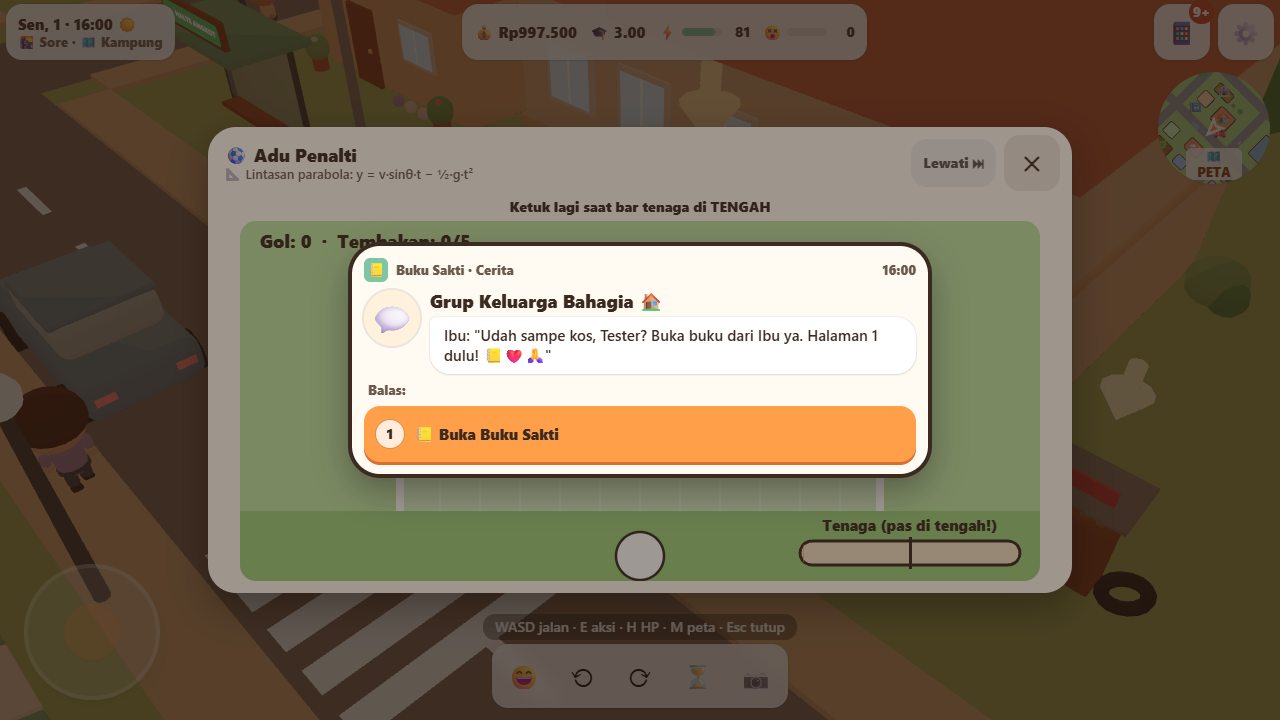 Sen, 1 · 16:00
Sore · Kampung
Rp997.500 3.00 81 0
9+
PETA
Adu Penalti
Lintasan parabola: y = v·sinθ·t − ½·g·t²
Lewati
Ketuk lagi saat bar tenaga di TENGAH
Gol: 0 · Tembakan: 0/5
Buku Sakti · Cerita 16:00
Grup Keluarga Bahagia
Ibu: "Udah sampe kos, Tester? Buka buku dari Ibu ya. Halaman 1
dulu! "
Balas:
1 Buka Buku Sakti
Tenaga (pas di tengah!)
WASD jalan · E aksi · H HP · M peta · Esc tutup